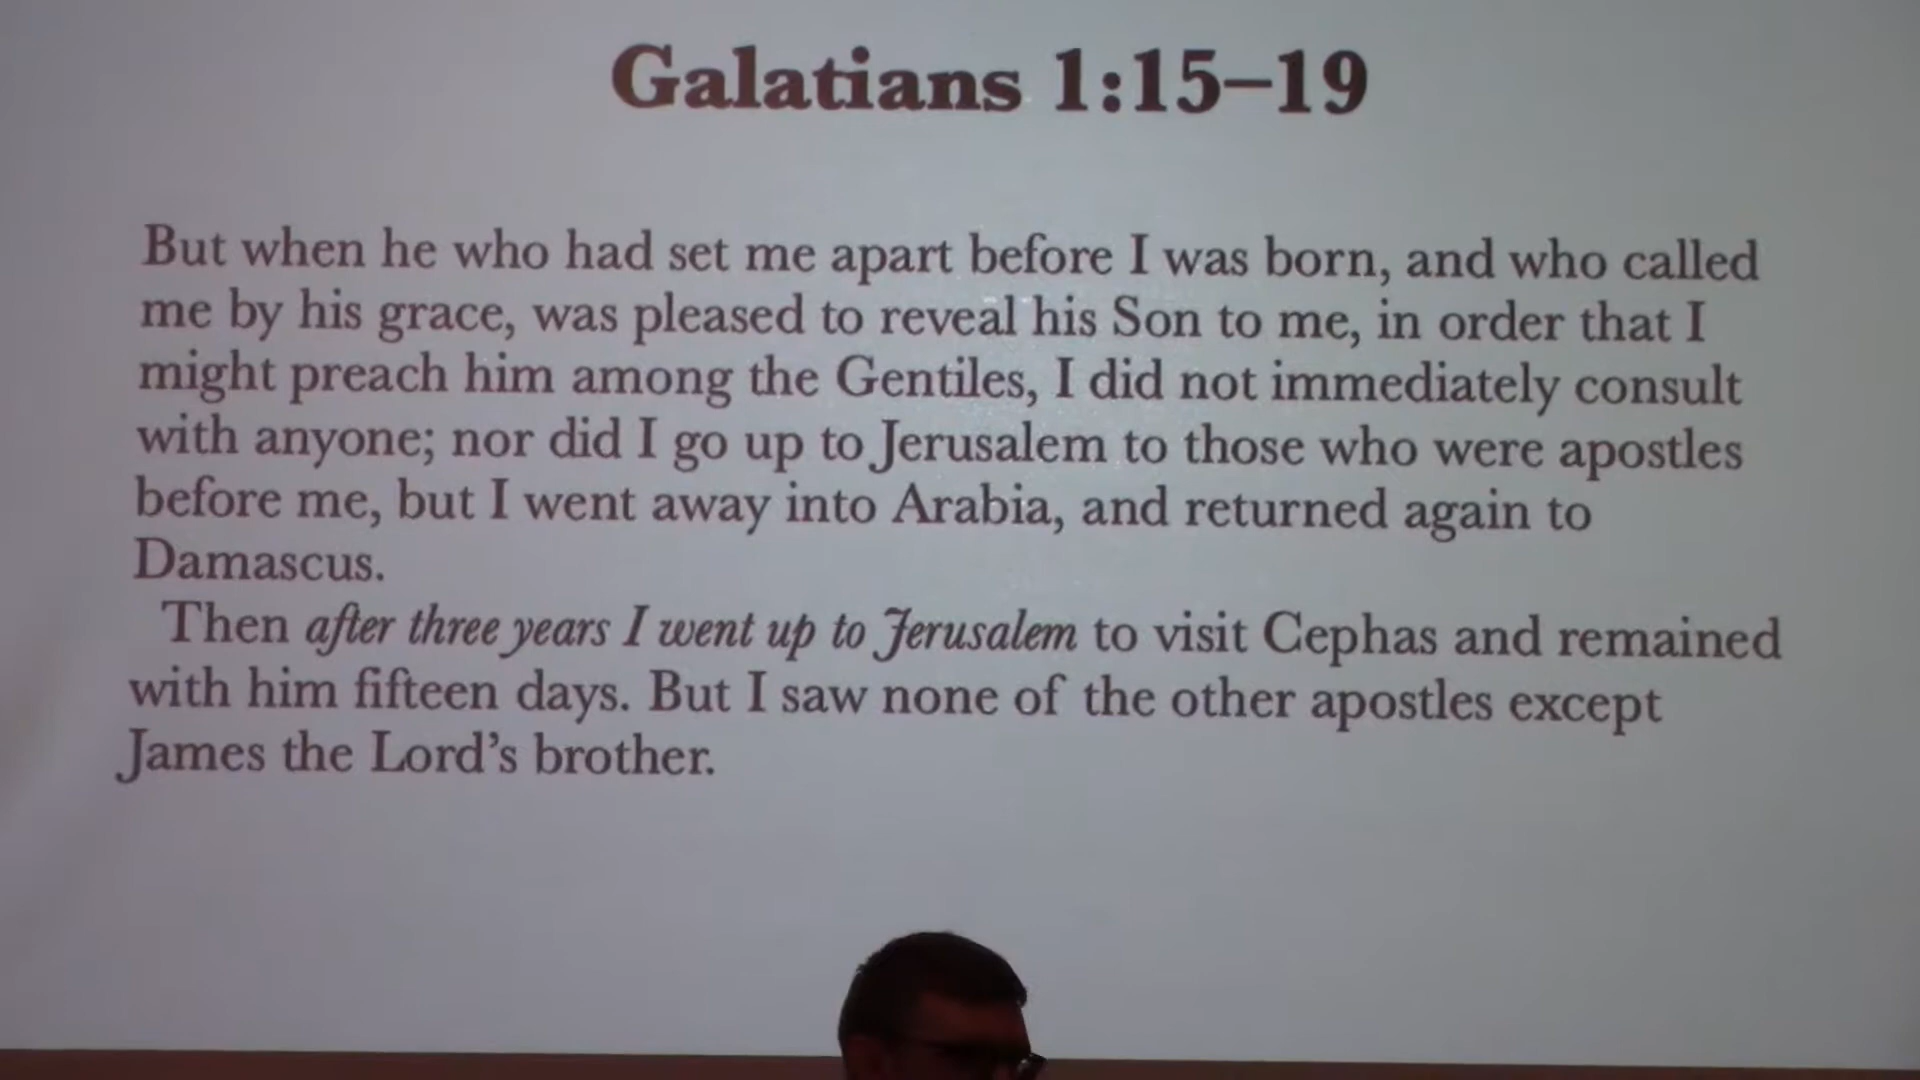 Galatians 1:15–19
But when he who had set me apart before I was born, and who called
me by his grace, was pleased to reveal his Son to me, in order that I
might preach him among the Gentiles, I did not immediately consult
with anyone; nor did I go up to Jerusalem to those who were apostles
before me, but I went away into Arabia, and returned again to
Damascus.
Then after three years I went up to Jerusalem to visit Cephas and remained
with him fifteen days. But I saw none of the other apostles except
James the Lord’s brother.